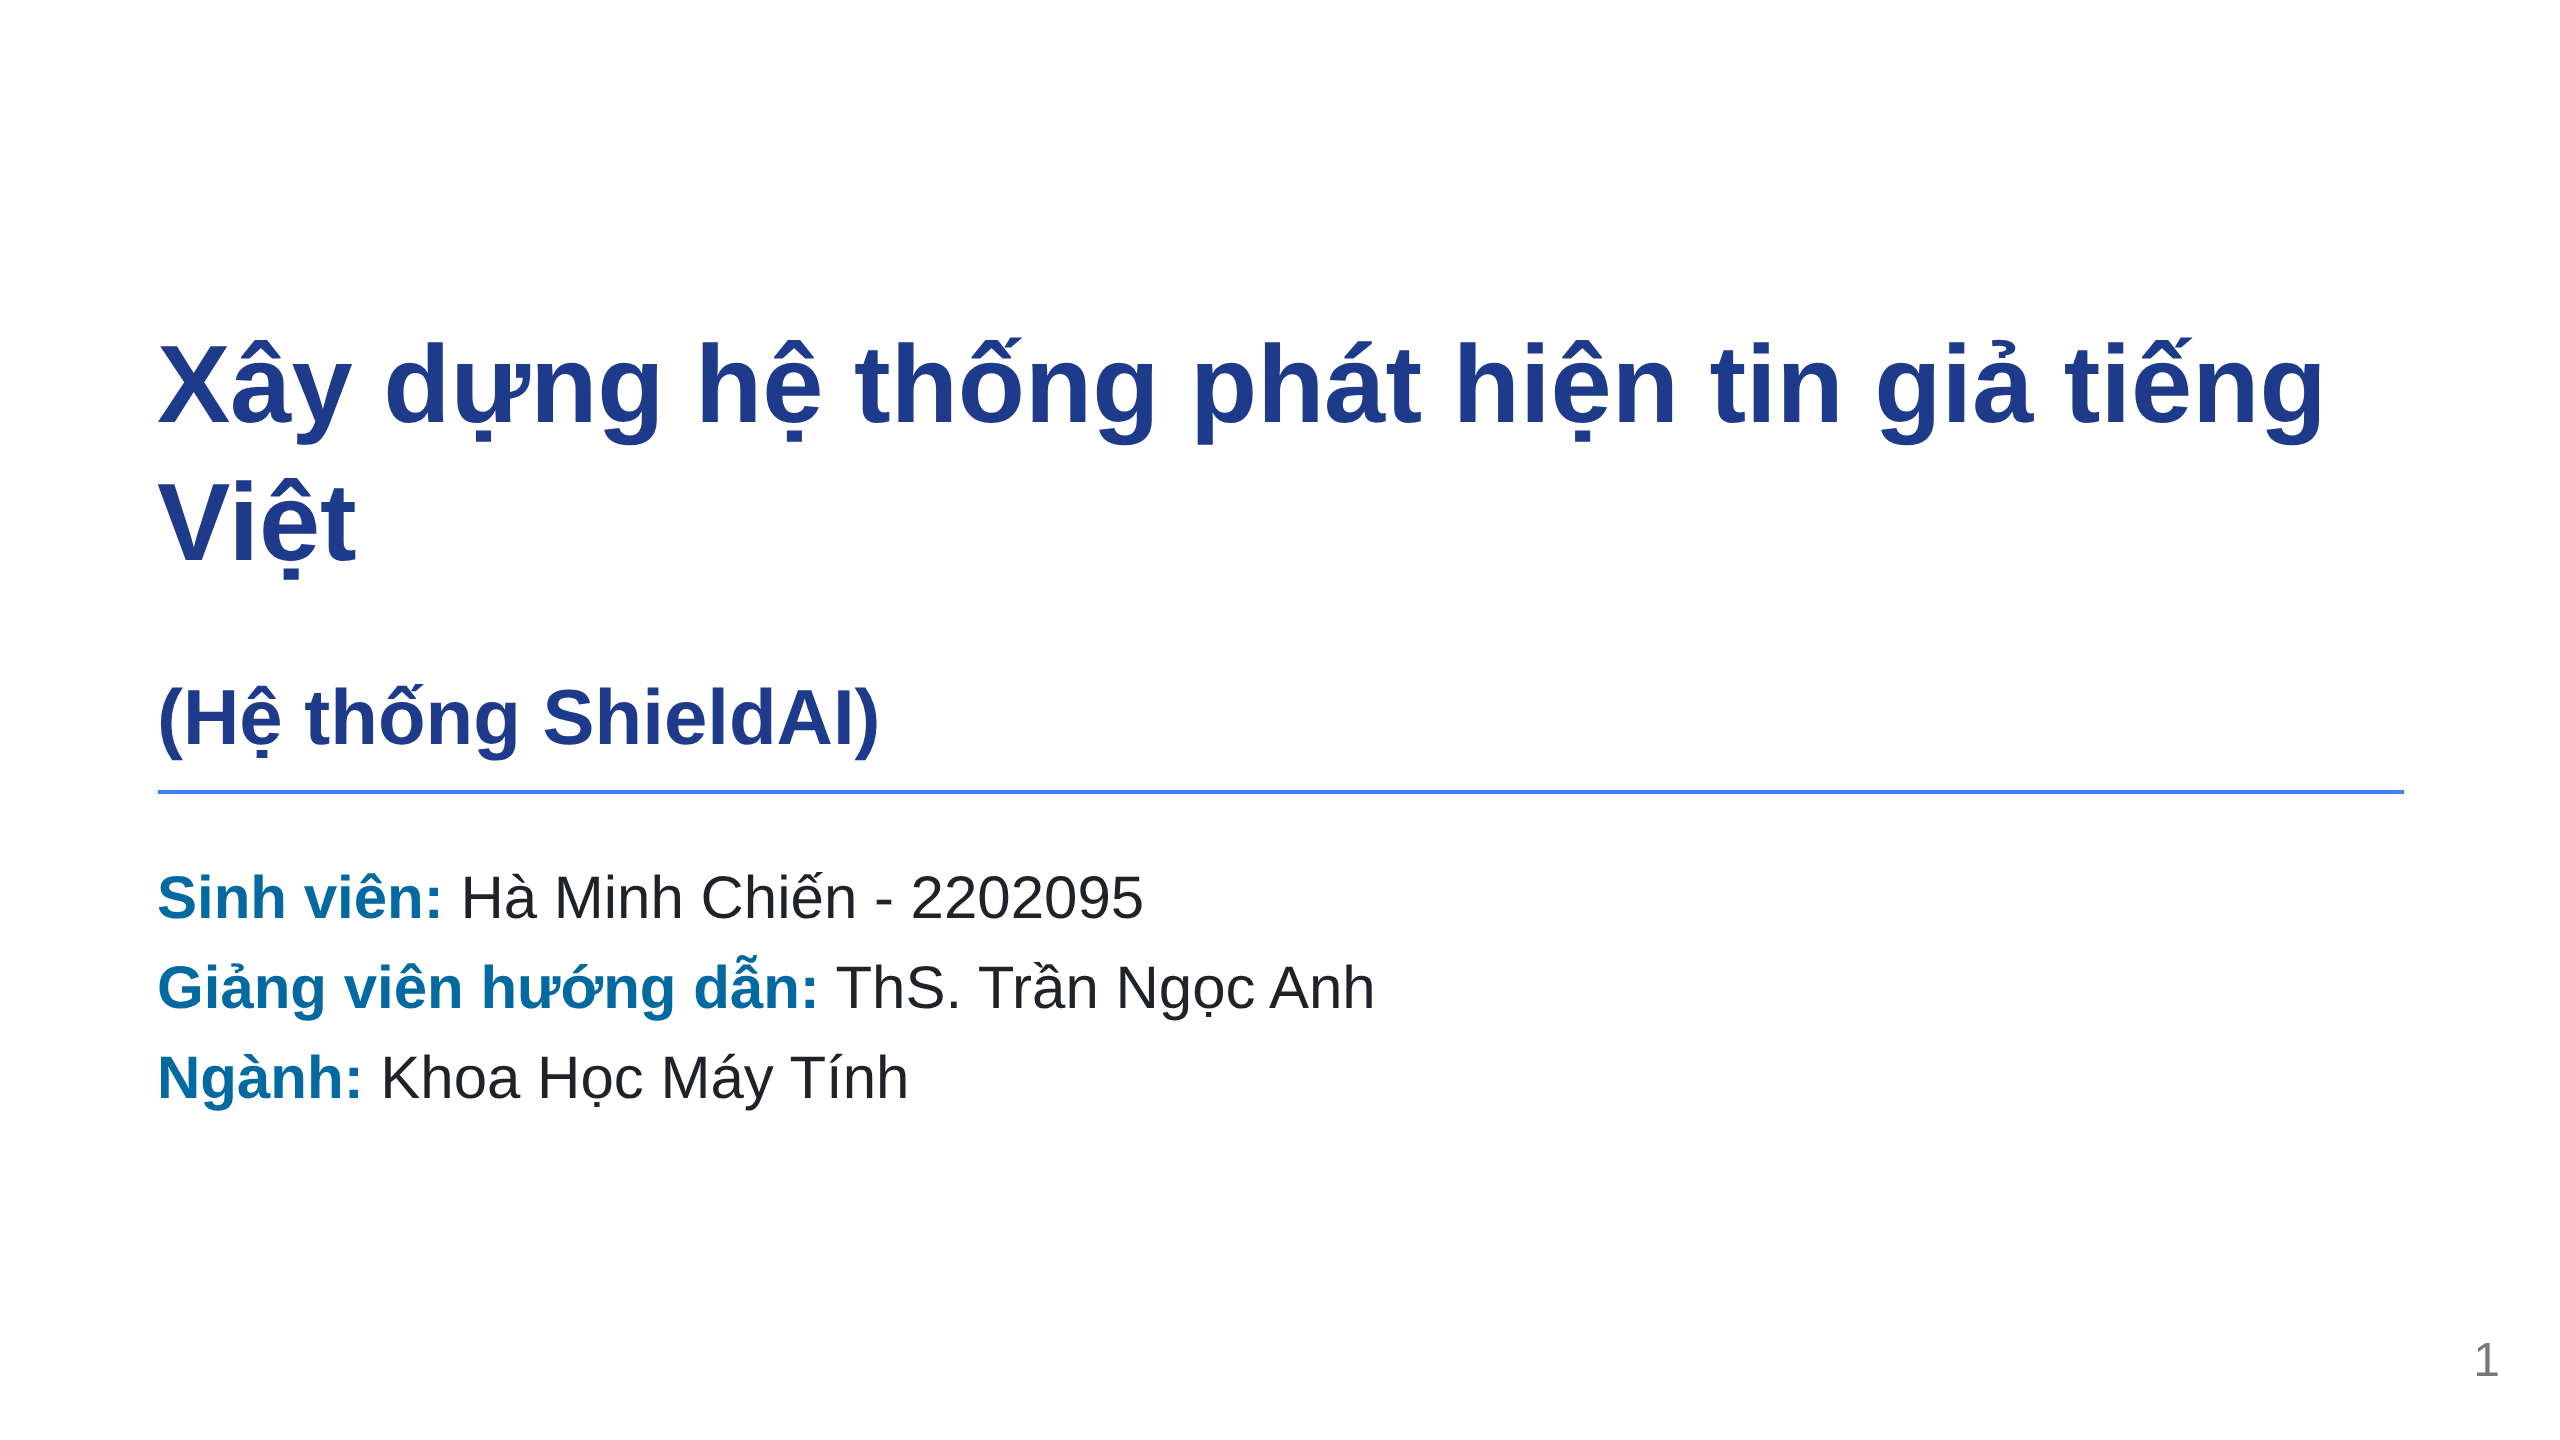 Xây dựng hệ thống phát hiện tin giả tiếng
Việt
(Hệ thống ShieldAI)
Sinh viên: Hà Minh Chiến - 2202095
Giảng viên hướng dẫn: ThS. Trần Ngọc Anh
Ngành: Khoa Học Máy Tính
1